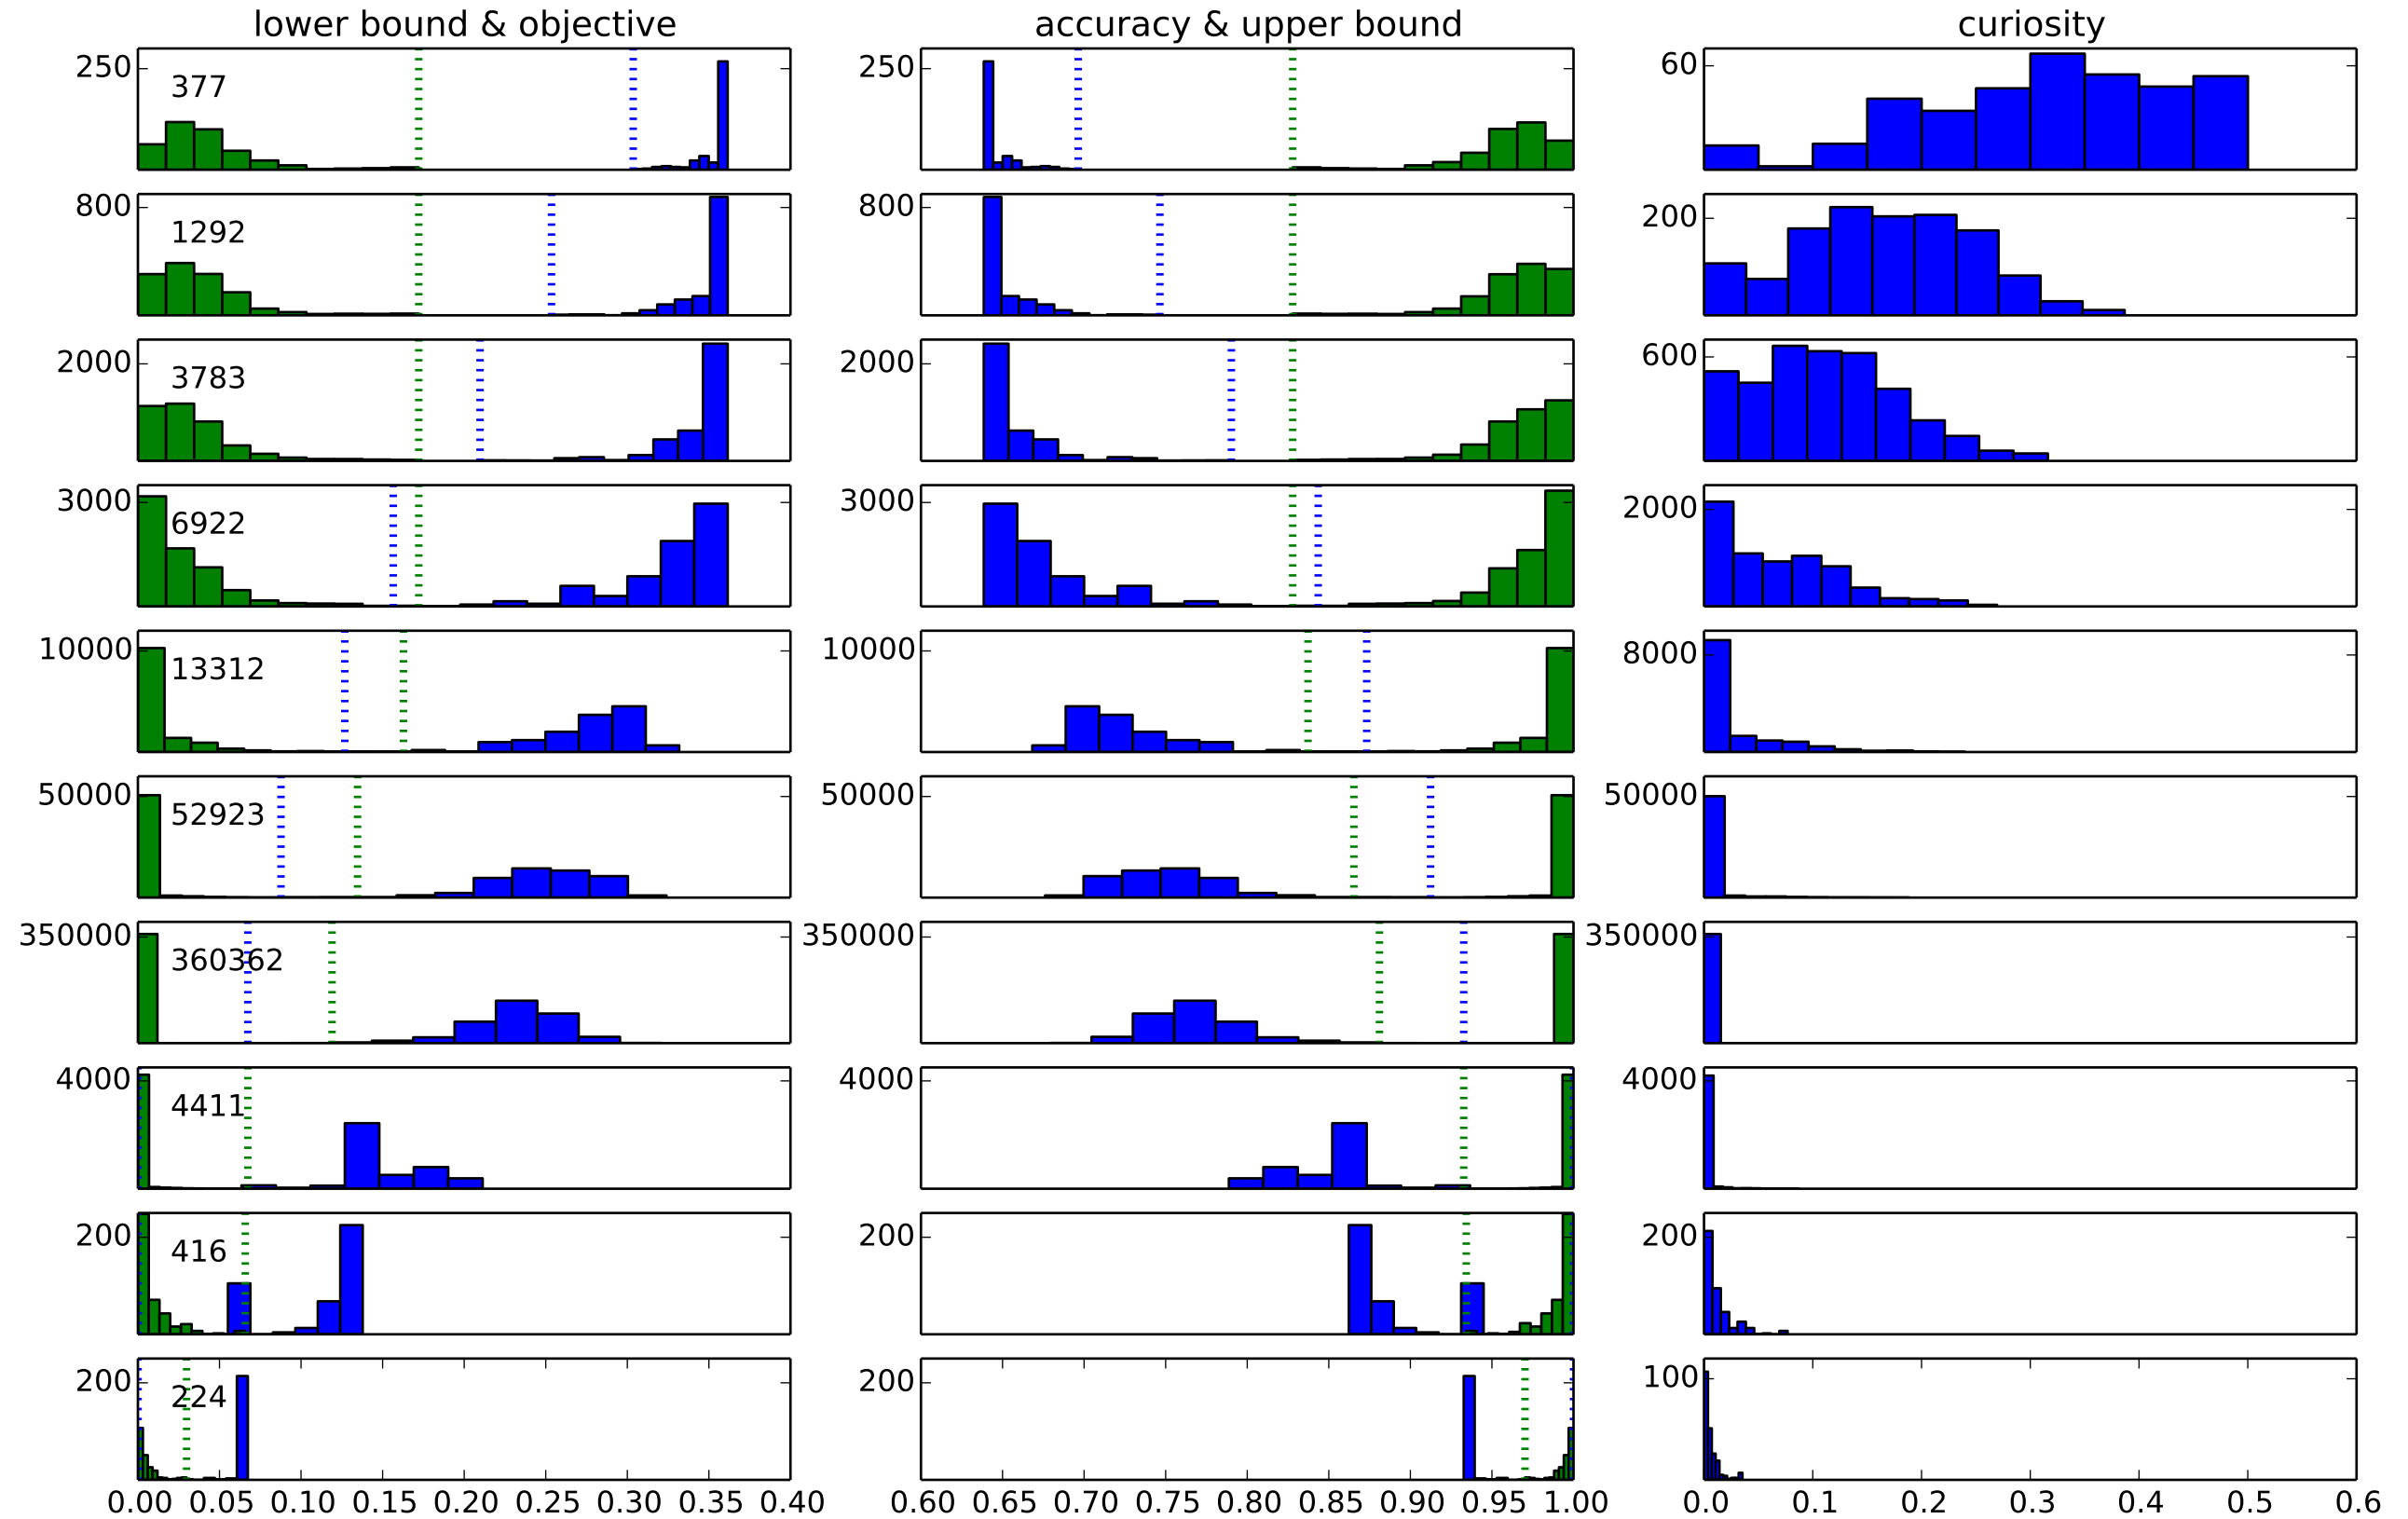 lower bound & objective accuracy & upper bound curiosity
250 377 250 60
800 1292 800 200
2000 3783 2000 600
3000 6922 3000 2000
10000 13312 10000 8000
50000 52923 50000 50000
350000 360362 350000 350000
4000 4411 4000 4000
200 416 200 200
200 224 200 100
0.00 0.05 0.10 0.15 0.20 0.25 0.30 0.35 0.40 0.60 0.65 0.70 0.75 0.80 0.85 0.90 0.95 1.00 0.0 0.1 0.2 0.3 0.4 0.5 0.6